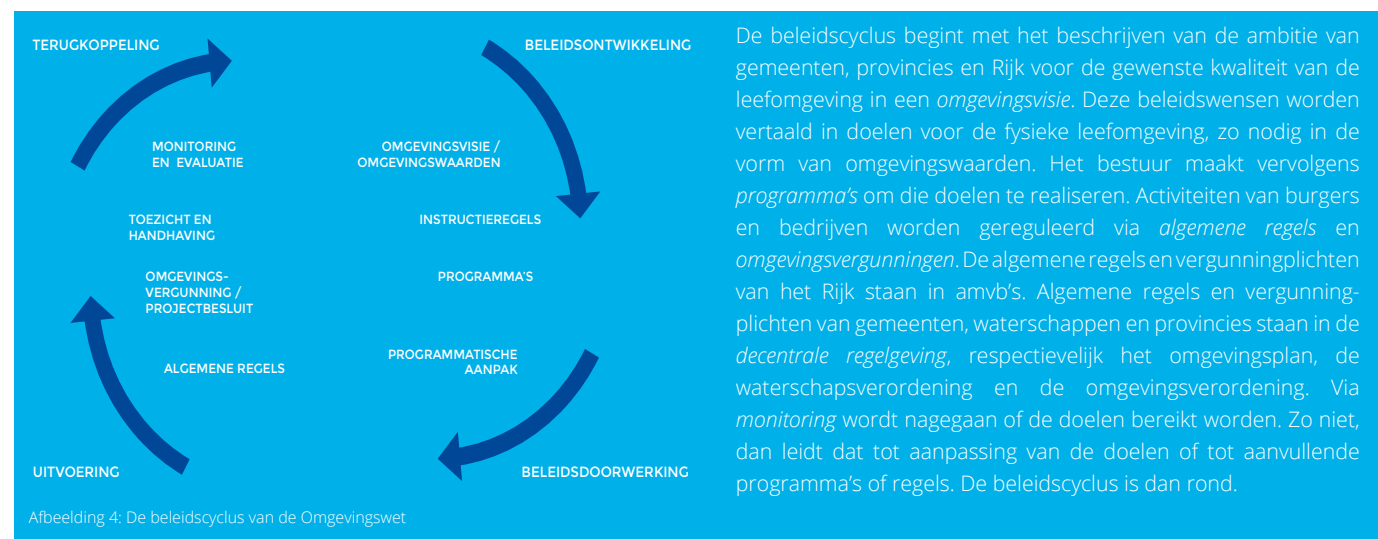 TERUGKOPPELING
BELEIDSONTWIKKELING
MONITORING
EN EVALUATIE
OMGEVINGSVISIE /
OMGEVINGSWAARDEN
TOEZICHT EN
HANDHAVING
INSTRUCTIEREGELS
OMGEVINGS-
VERGUNNING /
PROJECTBESLUIT
PROGRAMMA'S
ALGEMENE REGELS
PROGRAMMATISCHE
AANPAK
UITVOERING
BELEIDSDOORWERKING
Afbeelding 4: De beleidscyclus van de Omgevingswet
De beleidscyclus begint met het beschrijven van de ambitie van
gemeenten, provincies en Rijk voor de gewenste kwaliteit van de
leefomgeving in een omgevingsvisie. Deze beleidswensen worden
vertaald in doelen voor de fysieke leefomgeving, zo nodig in de
vorm van omgevingswaarden. Het bestuur maakt vervolgens
programma's om die doelen te realiseren. Activiteiten van burgers
en bedrijven worden gereguleerd via algemene regels en
omgevingsvergunningen. De algemene regels en vergunningplichten
van het Rijk staan in amvb's. Algemene regels en vergunning-
plichten van gemeenten, waterschappen en provincies staan in de
decentrale regelgeving, respectievelijk het omgevingsplan, de
waterschapsverordening en de omgevingsverordening. Via
monitoring wordt nagegaan of de doelen bereikt worden. Zo niet,
dan leidt dat tot aanpassing van de doelen of tot aanvullende
programma's of regels. De beleidscyclus is dan rond.